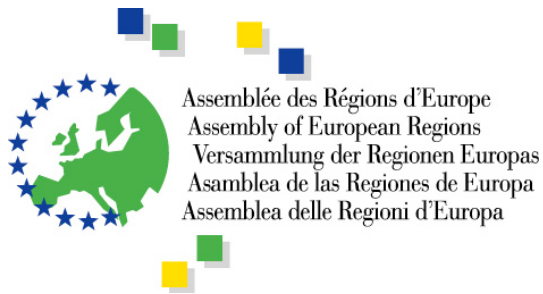 Assemblée des Régions d'Europe
Assembly of European Regions
Versammlung der Regionen Europas
Asamblea de las Regiones de Europa
Assemblea delle Regioni d'Europa